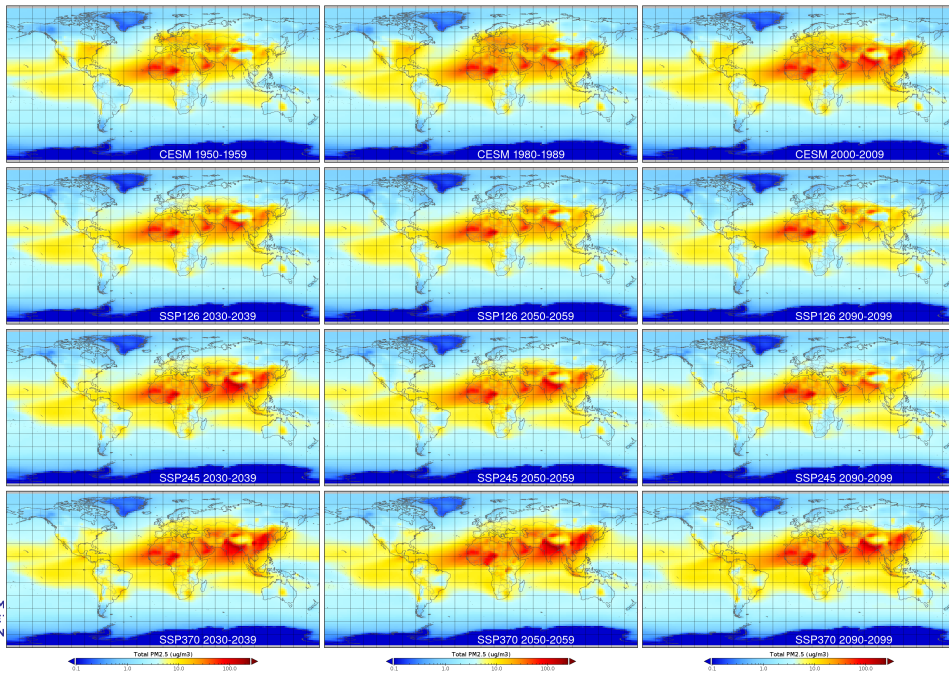 CESM 1950-1959
CESM 1980-1989
CESM 2000-2009
SSP126 2030-2039
SSP126 2050-2059
SSP126 2090-2099
SSP245 2030-2039
SSP245 2050-2059
SSP245 2090-2099
SSP370 2030-2039
SSP370 2050-2059
SSP370 2090-2099
Total PM2.5 (ug/m3)
0.1 1.0 10.0 100.0
Total PM2.5 (ug/m3)
0.1 1.0 10.0 100.0
Total PM2.5 (ug/m3)
0.1 1.0 10.0 100.0